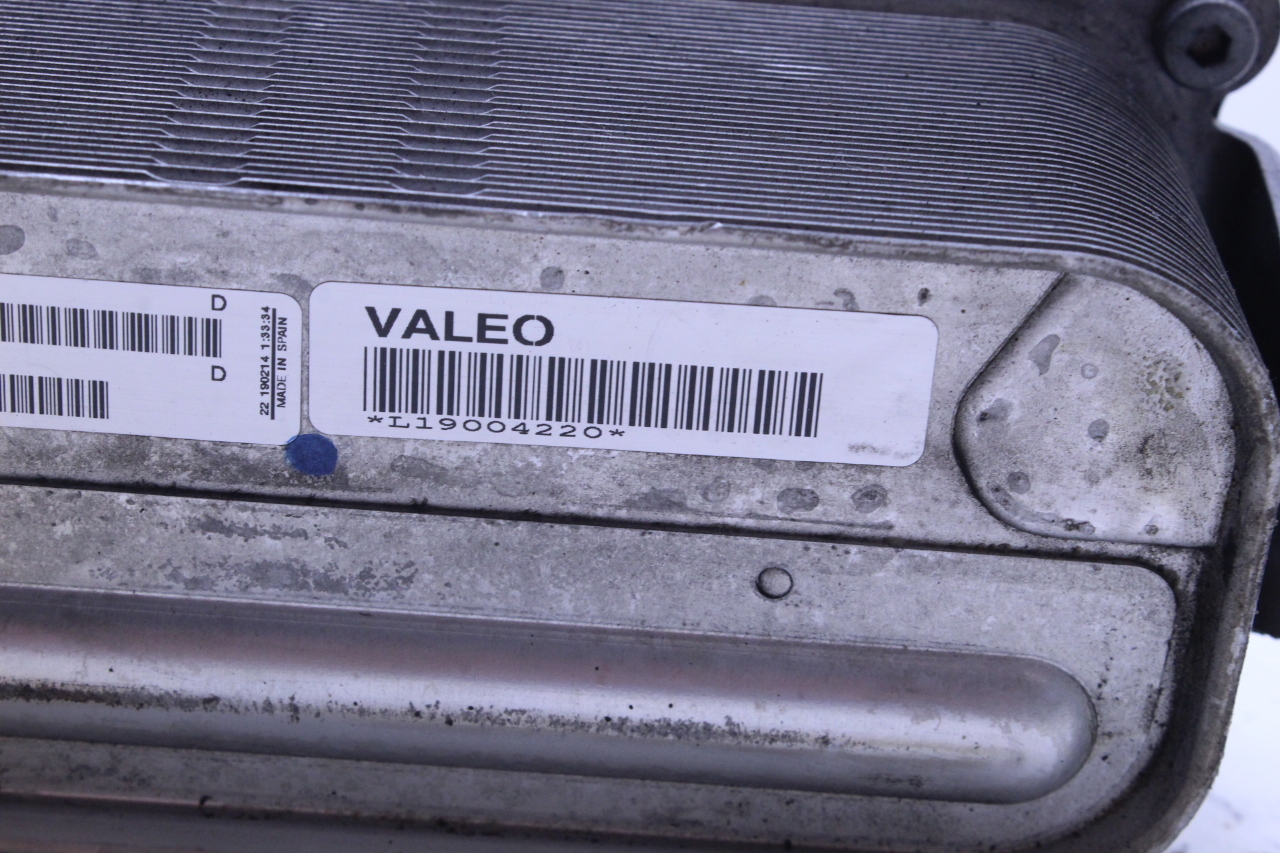 D
D
22 190214 1:33:34
MADE IN SPAIN
VALEO
*L19004220*